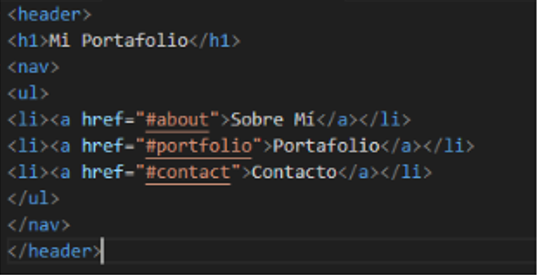 <header>
<h1>Mi Portafolio</h1>
<nav>
<ul>
<li><a href="#about">Sobre Mí</a></li>
<li><a href="#portfolio">Portafolio</a></li>
<li><a href="#contact">Contacto</a></li>
</ul>
</nav>
</header>